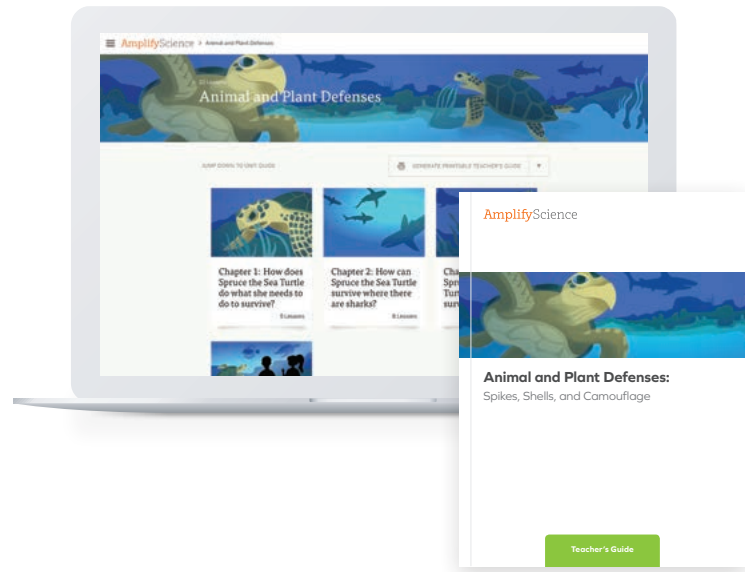 AmplifyScience > Animal and Plant Defenses
Animal and Plant Defenses
JUMP DOWN TO UNIT GUIDE
GENERATE PRINTABLE TEACHER'S GUIDE
Chapter 1: How does
Spruce the Sea Turtle
do what she needs to
do to survive?
5 Lessons
Chapter 2: How can
Spruce the Sea Turtle
survive where there
are sharks?
AmplifyScience
Animal and Plant Defenses:
Spikes, Shells, and Camouflage
Teacher's Guide